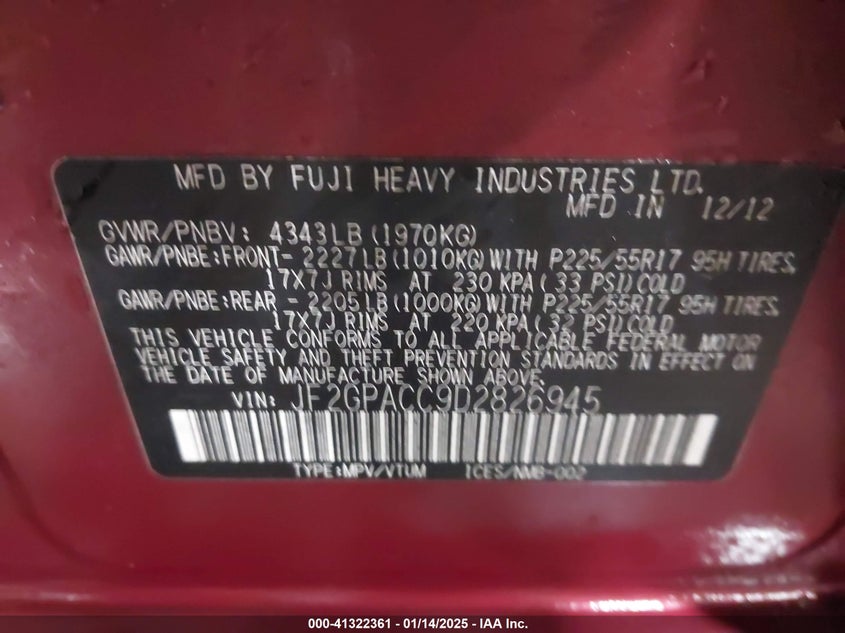 MFD BY FUJI HEAVY INDUSTRIES LTD.
MFD IN 12/12
GVWR/PNBV: 4343LB (1970KG)
GAWR/PNBE:FRONT- 2227LB (1010KG) WITH P225/55R17 95H TIRES,
17X7J RIMS AT 230 KPA( 33 PSI)COLD
GAWR/PNBE:REAR - 2205LB (1000KG) WITH P225/55R17 95H TIRES,
17X7J RIMS AT 220 KPA( 32 PSI)COLD
THIS VEHICLE CONFORMS TO ALL APPLICABLE FEDERAL MOTOR
VEHICLE SAFETY AND THEFT PREVENTION STANDARDS IN EFFECT ON
THE DATE OF MANUFACTURE SHOWN ABOVE.
VIN: JF2GPACC9D2826945
TYPE:MPV/VTUM ICES/NMB-002
000-41322361 - 01/14/2025 - IAA Inc.